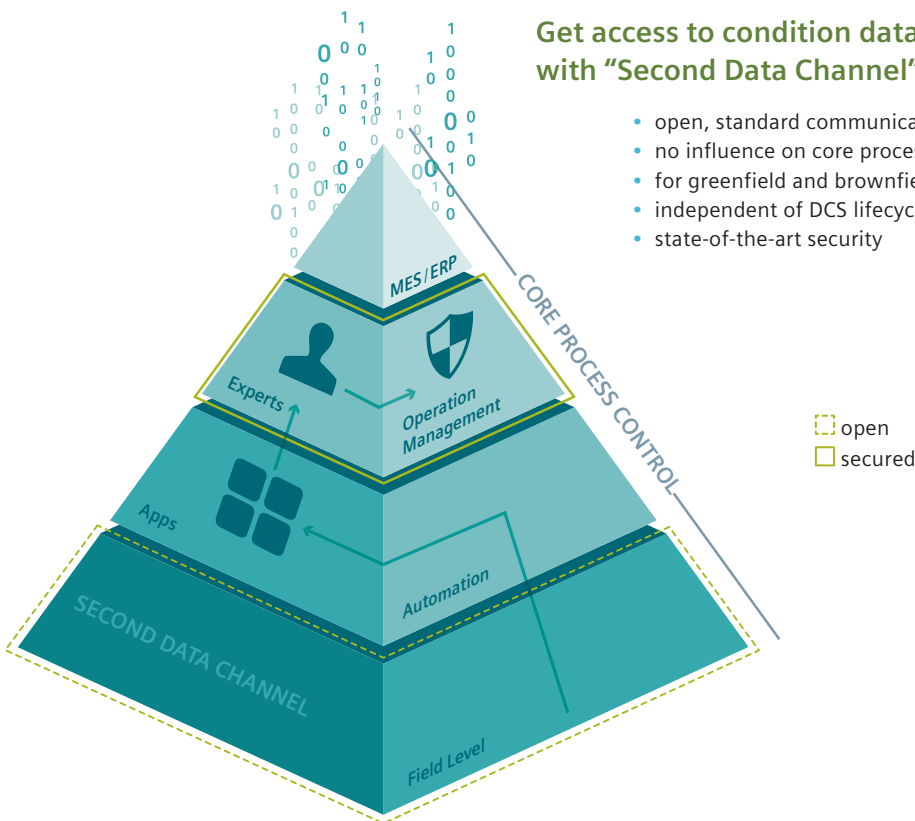 Get access to condition data
with “Second Data Channel”
• open, standard communica
• no influence on core proces
• for greenfield and brownfie
• independent of DCS lifecyc
• state-of-the-art security
MES/ERP
CORE PROCESS CONTROL
Experts
Operation
Management
open
secured
Apps
Automation
SECOND DATA CHANNEL
Field Level